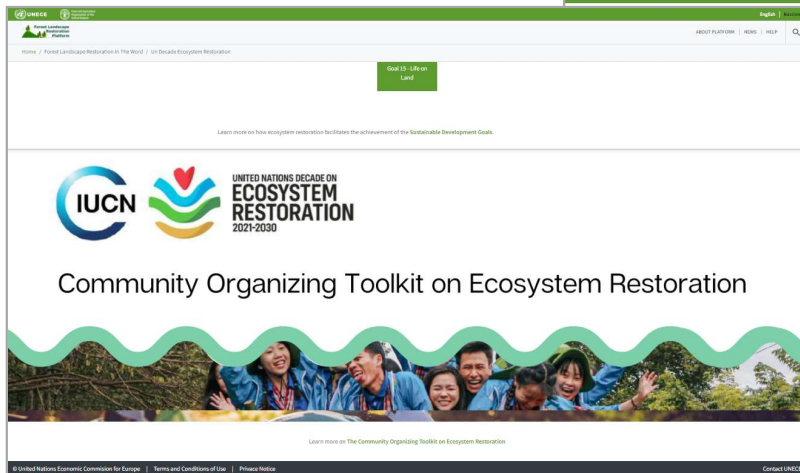 UNECE
English | Russian
Forest Landscape
Restoration
Platform
ABOUT PLATFORM | NEWS | HELP
Home / Forest Landscape Restoration In The Word / Un Decade Ecosystem Restoration
Goal 15 - Life on
Land
Learn more on how ecosystem restoration facilitates the achievement of the Sustainable Development Goals.
IUCN
UNITED NATIONS DECADE ON
ECOSYSTEM
RESTORATION
2021-2030
Community Organizing Toolkit on Ecosystem Restoration
Learn more on The Community Organizing Toolkit on Ecosystem Restoration
© United Nations Economic Commision for Europe | Terms and Conditions of Use | Privace Notice
Contact UNECE